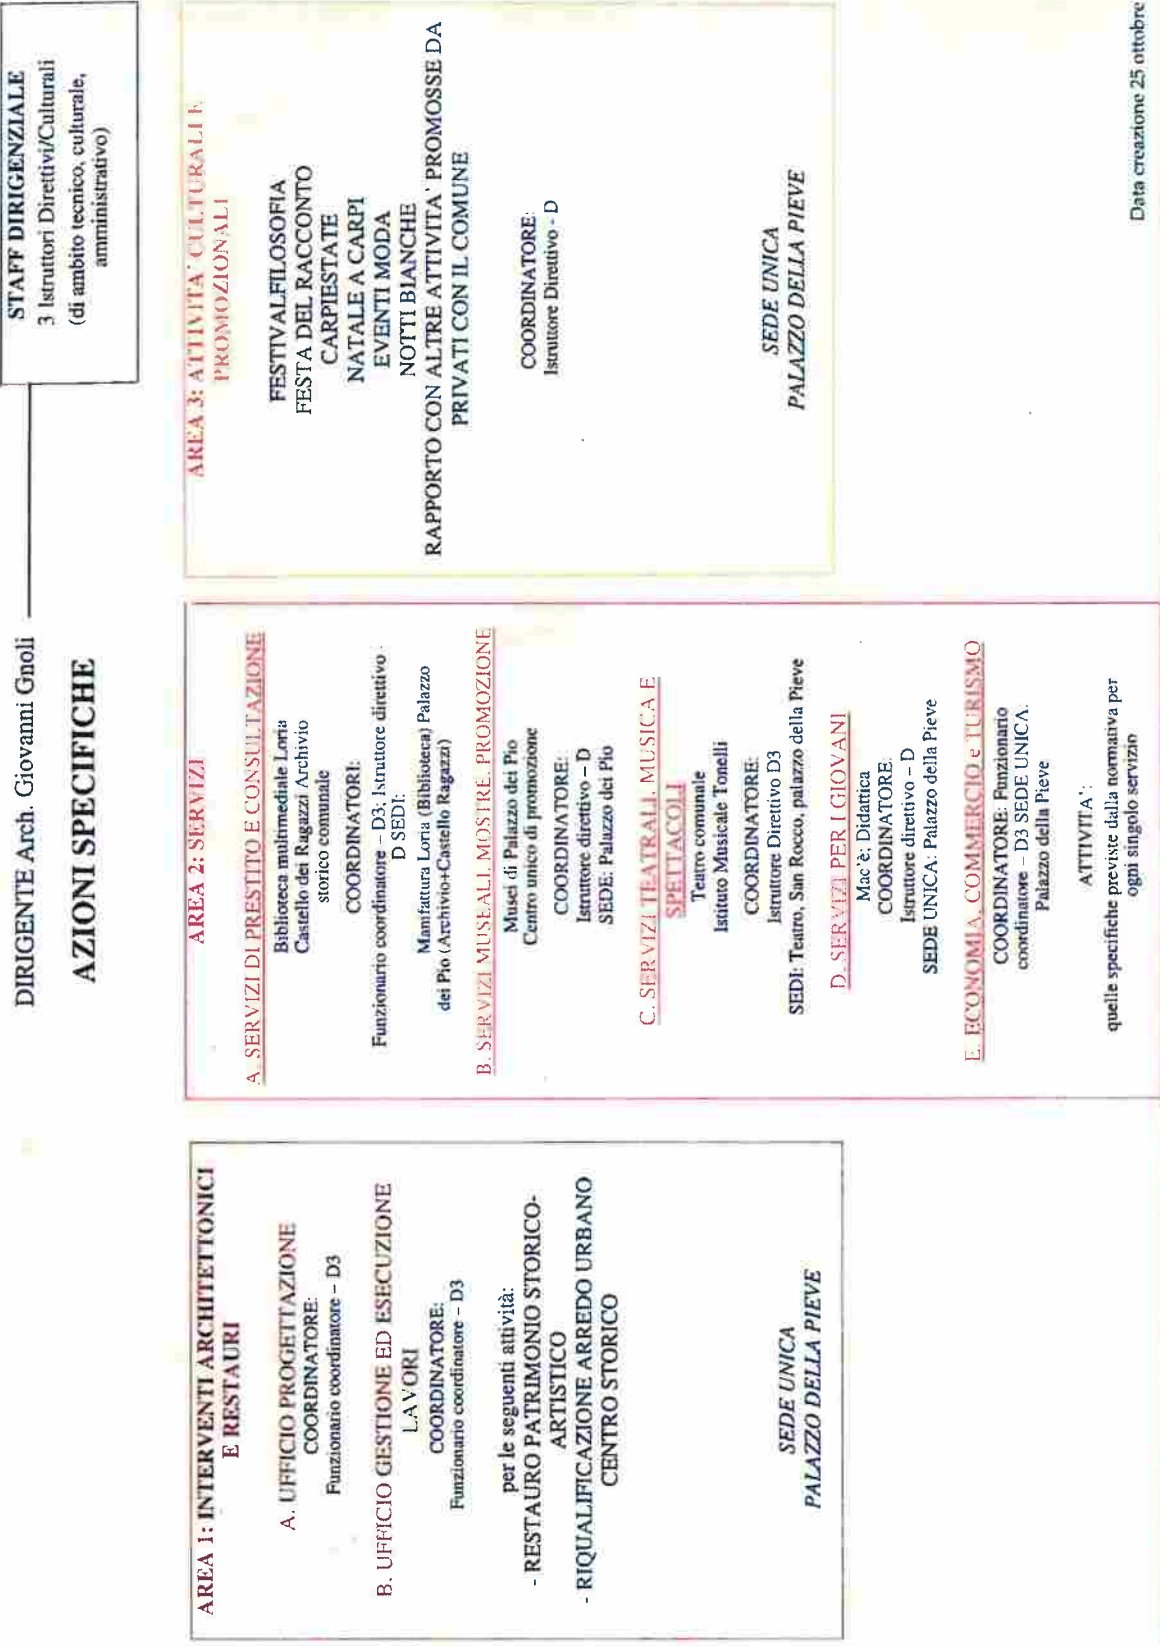 DIRIGENTE Arch. Giovanni Gnoli
STAFF DIRIGENZIALE
3 Istruttori Direttivi/Culturali
(di ambito tecnico, culturale,
amministrativo)
AZIONI SPECIFICHE
AREA 1: INTERVENTI ARCHITETTONICI
E RESTAURI
A. UFFICIO PROGETTAZIONE
COORDINATORE:
Funzionario coordinatore – D3
B. UFFICIO GESTIONE ED ESECUZIONE
LAVORI
COORDINATORE:
Funzionario coordinatore – D3
per le seguenti attività:
- RESTAURO PATRIMONIO STORICO-
ARTISTICO
- RIQUALIFICAZIONE ARREDO URBANO
CENTRO STORICO
SEDE UNICA
PALAZZO DELLA PIEVE
AREA 2: SERVIZI
A. SERVIZI DI PRESTITO E CONSULTAZIONE
Biblioteca multimediale Loria
Castello dei Ragazzi Archivio
storico comunale
COORDINATORI:
Funzionario coordinatore – D3; Istruttore direttivo -
D SEDI:
Manifattura Loria (Biblioteca) Palazzo
dei Pio (Archivio+Castello Ragazzi)
B. SERVIZI MUSEALI, MOSTRE, PROMOZIONE
Musei di Palazzo dei Pio
Centro unico di promozione
COORDINATORE:
Istruttore direttivo – D
SEDE: Palazzo dei Pio
C. SERVIZI TEATRALI, MUSICA E
SPETTACOLI
Teatro comunale
Istituto Musicale Tonelli
COORDINATORE:
Istruttore Direttivo D3
SEDI: Teatro, San Rocco, palazzo della Pieve
D. SERVIZI PER I GIOVANI
Mac'è; Didattica
COORDINATORE:
Istruttore direttivo – D
SEDE UNICA: Palazzo della Pieve
E. ECONOMIA, COMMERCIO e TURISMO
COORDINATORE: Funzionario
coordinatore – D3 SEDE UNICA:
Palazzo della Pieve
ATTIVITA':
quelle specifiche previste dalla normativa per
ogni singolo servizio
AREA 3: ATTIVITA' CULTURALI E
PROMOZIONALI
FESTIVALFILOSOFIA
FESTA DEL RACCONTO
CARPIESTATE
NATALE A CARPI
EVENTI MODA
NOTTI BIANCHE
RAPPORTO CON ALTRE ATTIVITA' PROMOSSE DA
PRIVATI CON IL COMUNE
COORDINATORE:
Istruttore Direttivo - D
SEDE UNICA
PALAZZO DELLA PIEVE
Data creazione 25 ottobre